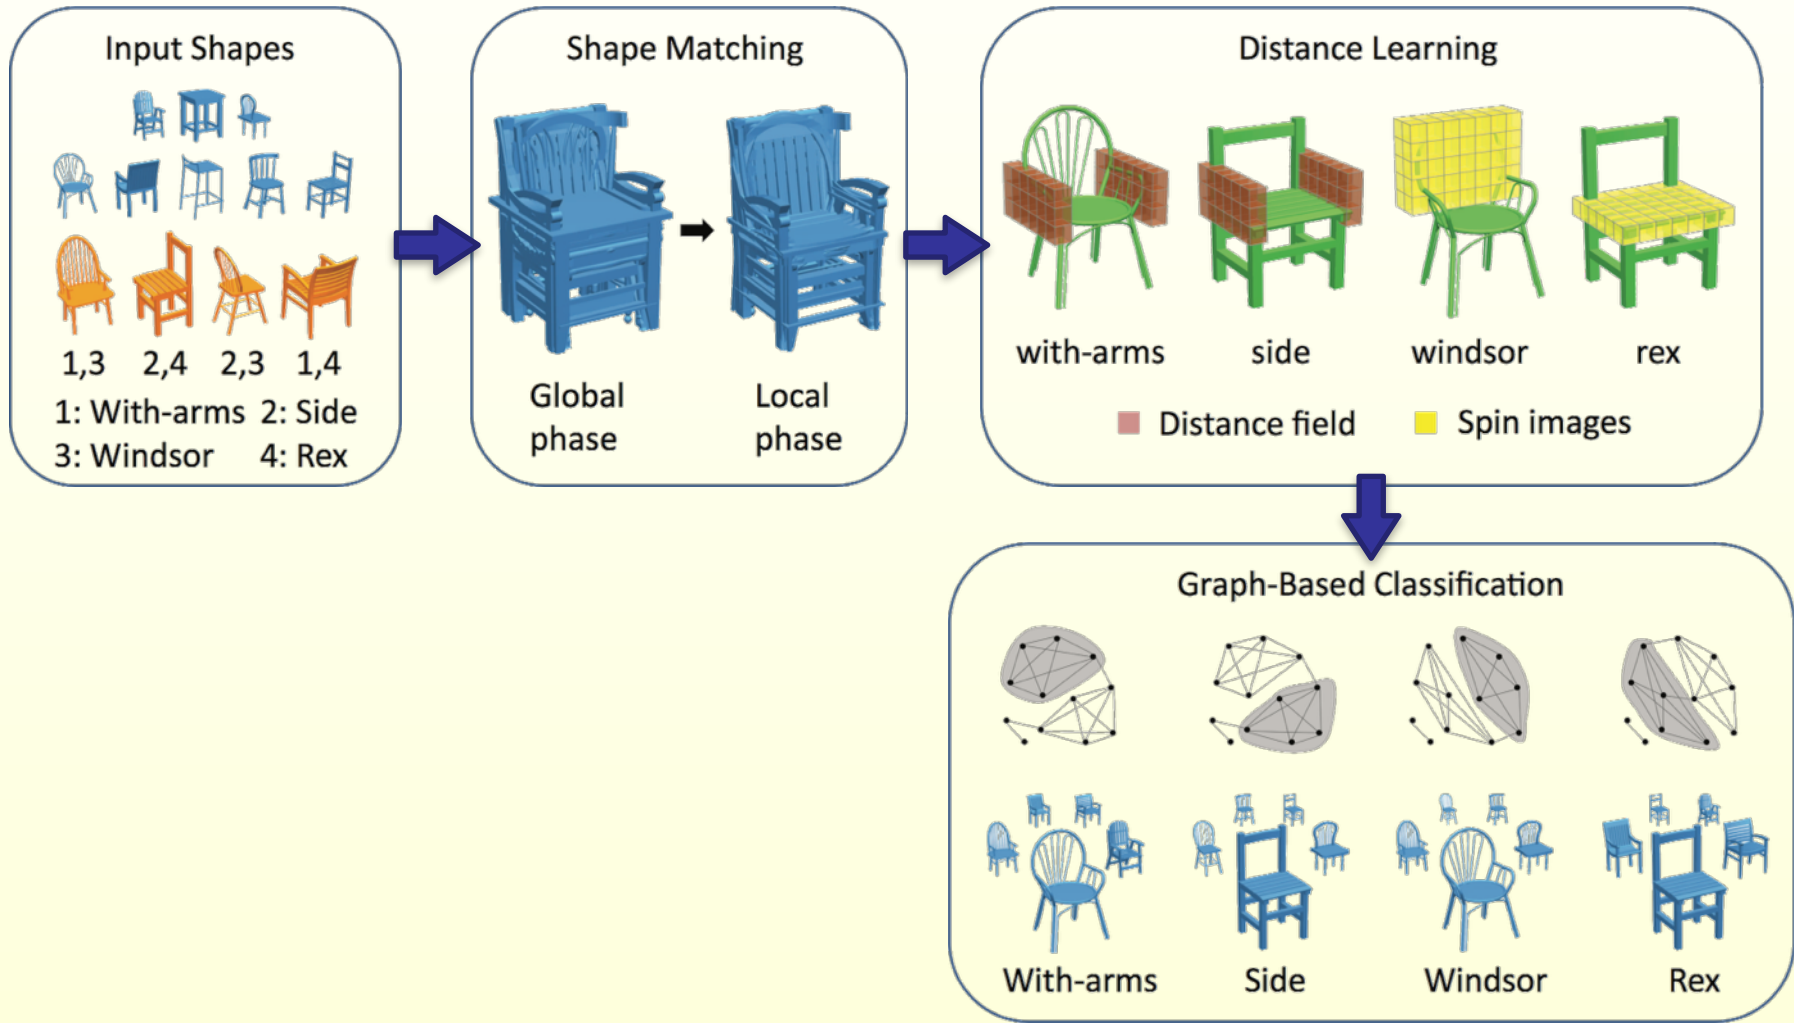 Input Shapes
1,3 2,4 2,3 1,4
1: With-arms 2: Side
3: Windsor 4: Rex
Shape Matching
Global phase
Local phase
Distance Learning
with-arms side windsor rex
Distance field Spin images
Graph-Based Classification
With-arms Side Windsor Rex